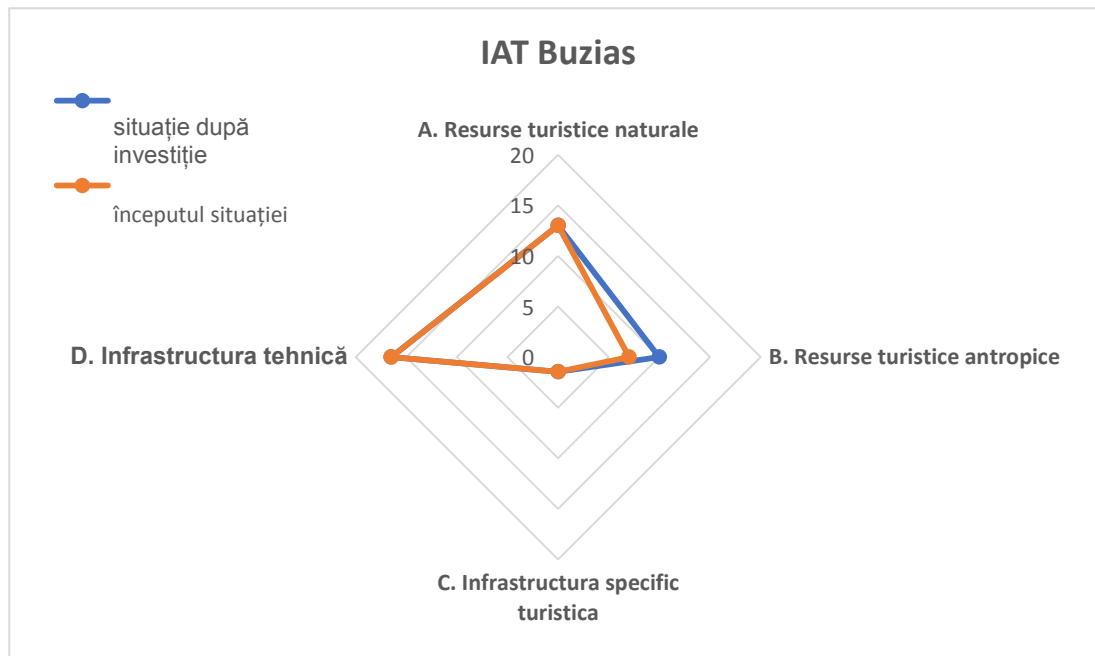 IAT Buzias
situație după
investiție
începutul situației
A. Resurse turistice naturale
20
15
10
5
0
B. Resurse turistice antropice
C. Infrastructura specific
turistica
D. Infrastructura tehnică